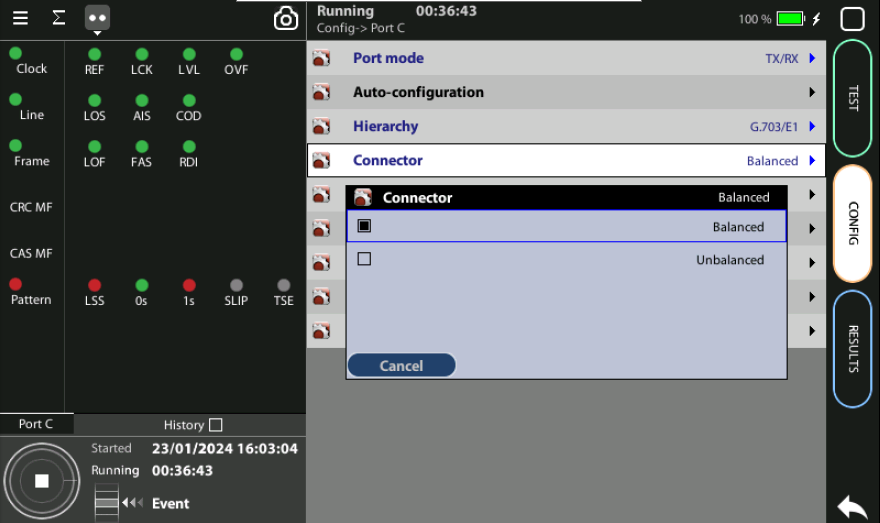 Σ
Running 00:36:43
Config-> Port C
100 %
Clock REF LCK LVL OVF
Line LOS AIS COD
Frame LOF FAS RDI
CRC MF
CAS MF
Pattern LSS 0s 1s SLIP TSE
Port mode TX/RX
Auto-configuration
Hierarchy G.703/E1
Connector Balanced
Connector Balanced
Balanced
Unbalanced
Cancel
TEST
CONFIG
RESULTS
Port C History
Started 23/01/2024 16:03:04
Running 00:36:43
Event